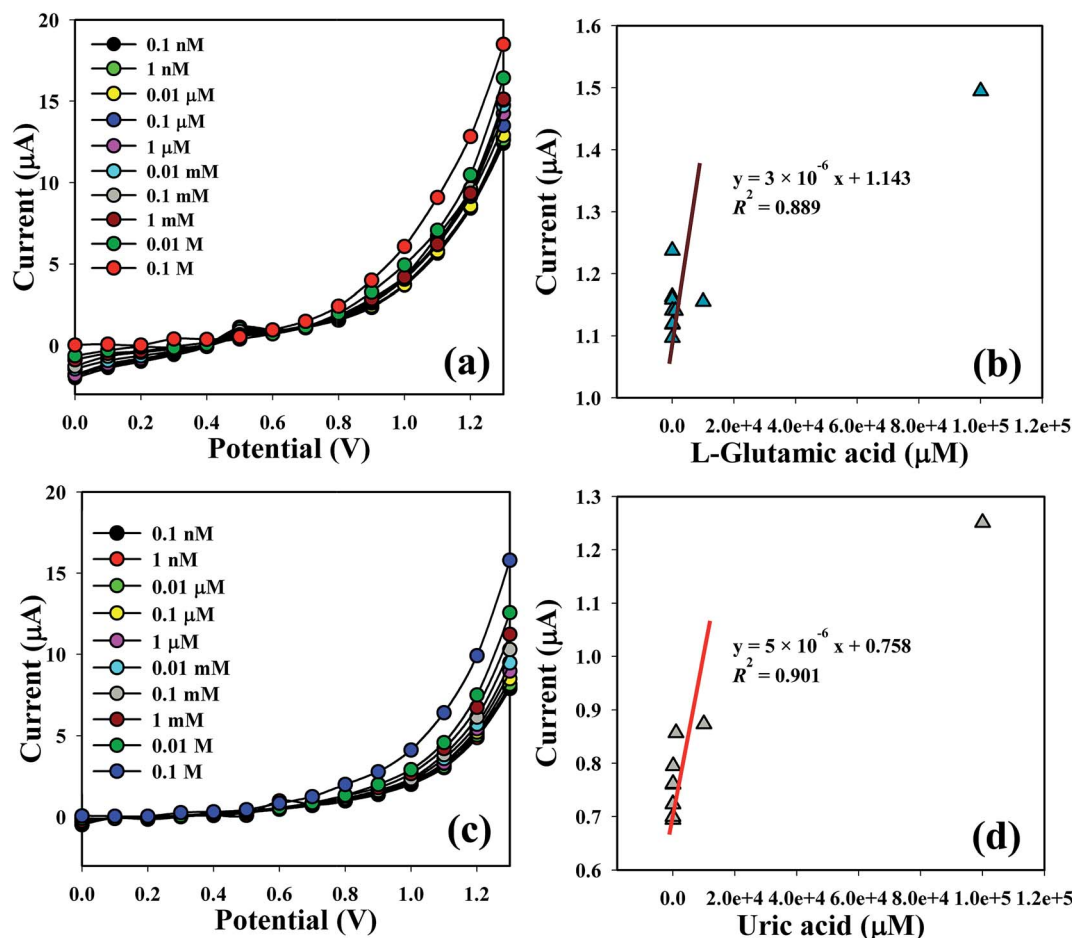 20
15
10
5
0
Current (μA)
0.1 nM
1 nM
0.01 μM
0.1 μM
1 μM
0.01 mM
0.1 mM
1 mM
0.01 M
0.1 M
(a)
0.0 0.2 0.4 0.6 0.8 1.0 1.2
Potential (V)
1.6
1.5
1.4
1.3
1.2
1.1
1.0
Current (μA)
y = 3 × 10⁻⁶ x + 1.143
R² = 0.889
(b)
0.0 2.0e+4 4.0e+4 6.0e+4 8.0e+4 1.0e+5 1.2e+5
L-Glutamic acid (μM)
20
15
10
5
0
Current (μA)
0.1 nM
1 nM
0.01 μM
0.1 μM
1 μM
0.01 mM
0.1 mM
1 mM
0.01 M
0.1 M
(c)
0.0 0.2 0.4 0.6 0.8 1.0 1.2
Potential (V)
1.3
1.2
1.1
1.0
0.9
0.8
0.7
0.6
Current (μA)
y = 5 × 10⁻⁶ x + 0.758
R² = 0.901
(d)
0.0 2.0e+4 4.0e+4 6.0e+4 8.0e+4 1.0e+5 1.2e+5
Uric acid (μM)